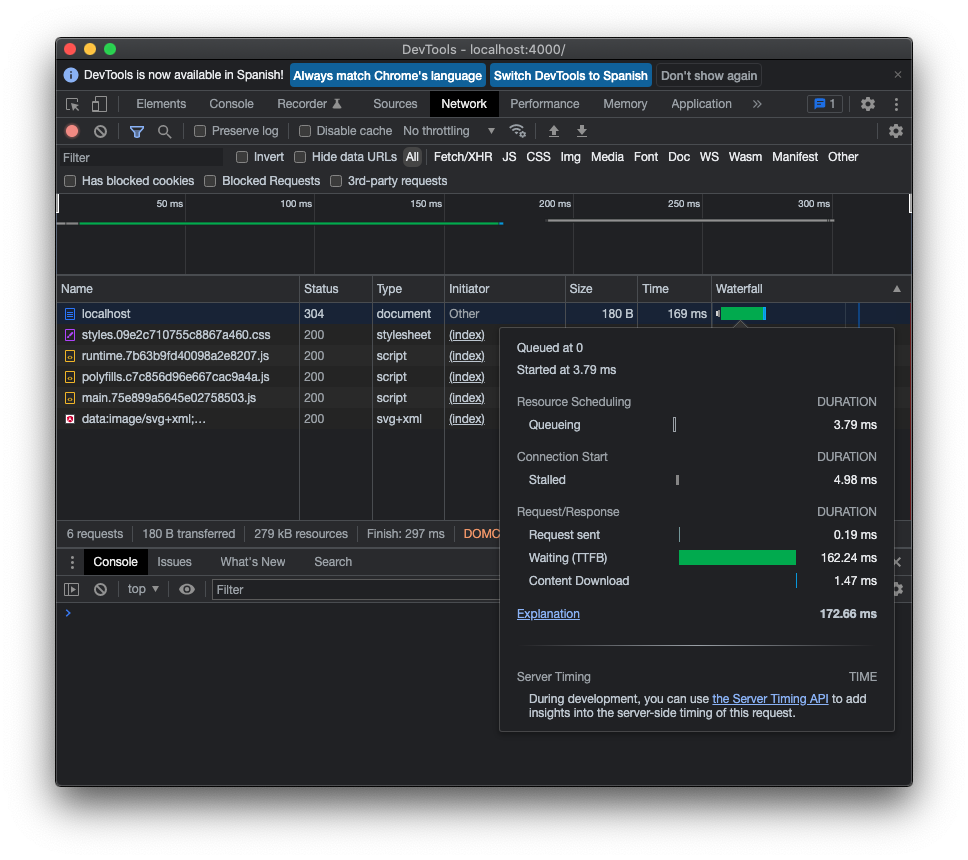 DevTools - localhost:4000/
DevTools is now available in Spanish! Always match Chrome's language Switch DevTools to Spanish Don't show again
Elements Console Recorder Sources Network Performance Memory Application 1
Preserve log Disable cache No throttling
Filter Invert Hide data URLs All Fetch/XHR JS CSS Img Media Font Doc WS Wasm Manifest Other
Has blocked cookies Blocked Requests 3rd-party requests
50 ms 100 ms 150 ms 200 ms 250 ms 300 ms
Name Status Type Initiator Size Time Waterfall
localhost 304 document Other 180 B 169 ms
styles.09e2c710755c8867a460.css 200 stylesheet (index)
runtime.7b63b9fd40098a2e8207.js 200 script (index)
polyfills.c7c856d96e667cac9a4a.js 200 script (index)
main.75e899a5645e02758503.js 200 script (index)
data:image/svg+xml;… 200 svg+xml (index)
Queued at 0
Started at 3.79 ms
Resource Scheduling DURATION
Queueing 3.79 ms
Connection Start DURATION
Stalled 4.98 ms
Request/Response DURATION
Request sent 0.19 ms
Waiting (TTFB) 162.24 ms
Content Download 1.47 ms
Explanation 172.66 ms
Server Timing TIME
During development, you can use the Server Timing API to add
insights into the server-side timing of this request.
6 requests 180 B transferred 279 kB resources Finish: 297 ms DOMC
Console Issues What's New Search
top Filter